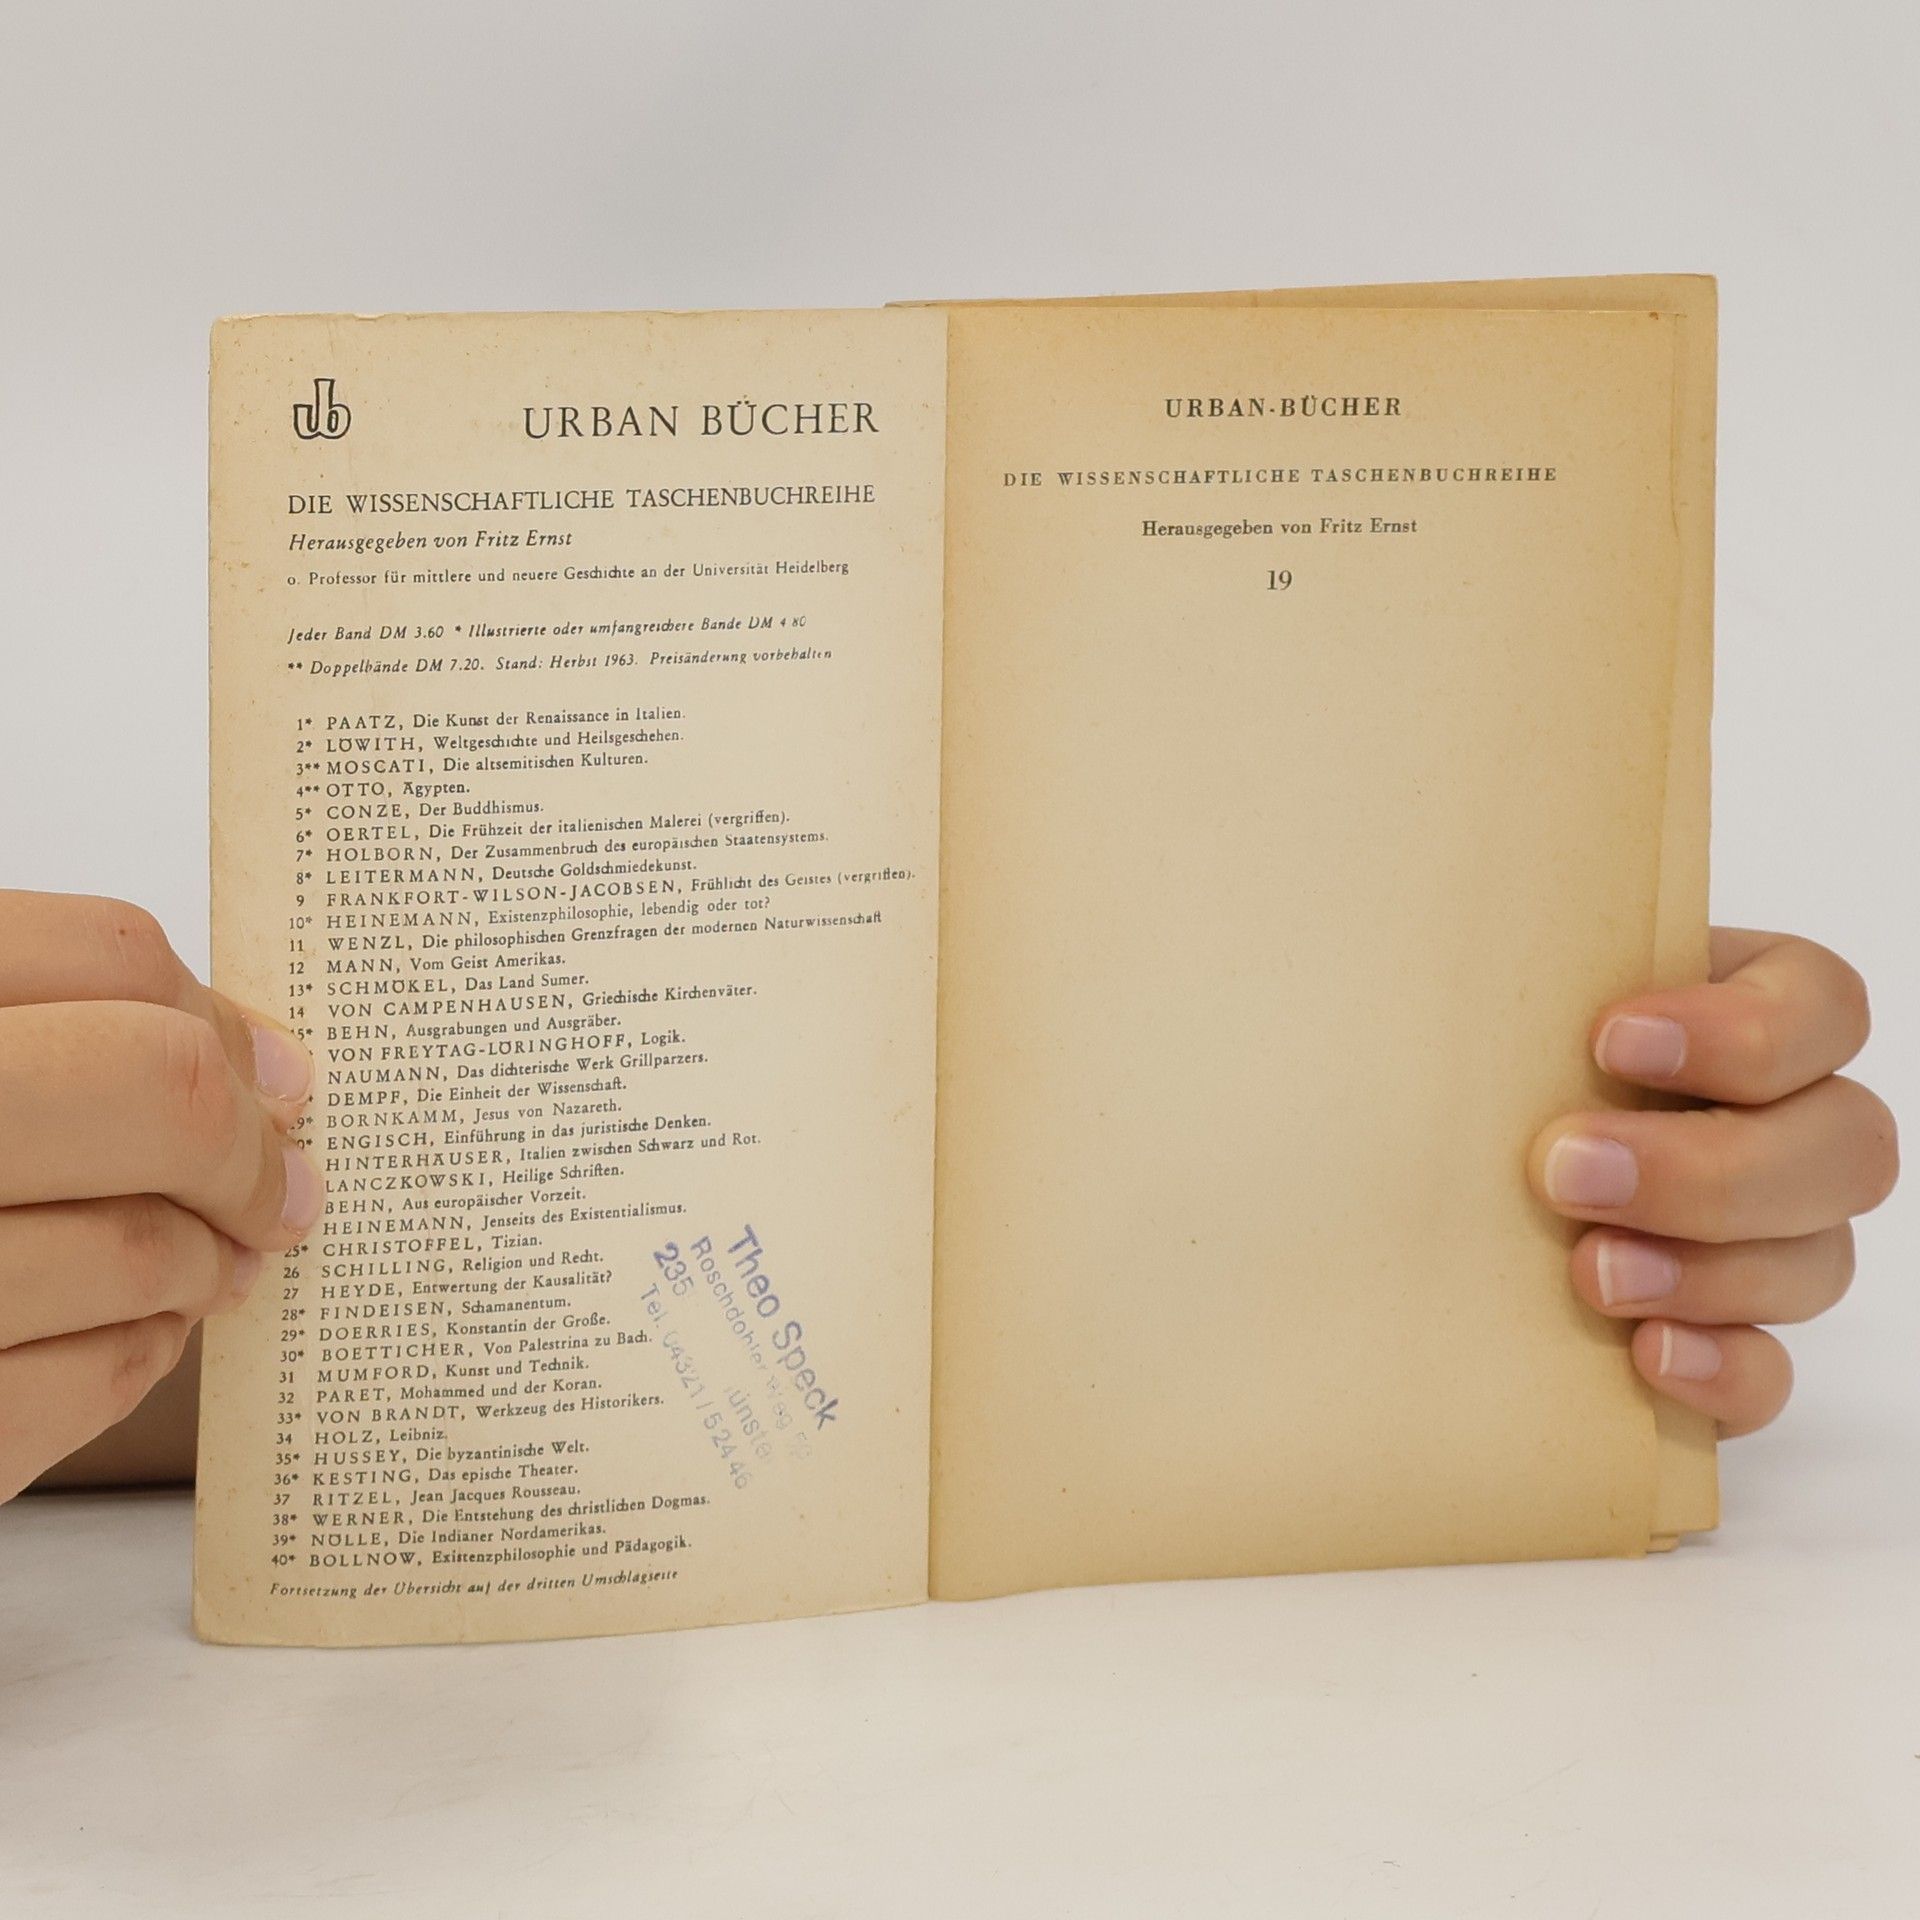 ub
URBAN BÜCHER
DIE WISSENSCHAFTLICHE TASCHENBUCHREIHE
Herausgegeben von Fritz Ernst
o. Professor für mittlere und neuere Geschichte an der Universität Heidelberg
Jeder Band DM 3.60 * Illustrierte oder umfangreichere Bande DM 4 80
** Doppelbände DM 7.20. Stand: Herbst 1963. Preisänderung vorbehalten
1* PAATZ, Die Kunst der Renaissance in Italien.
2* LÖWITH, Weltgeschichte und Heilsgeschehen.
3** MOSCATI, Die altsemitischen Kulturen.
4** OTTO, Ägypten.
5* CONZE, Der Buddhismus.
6* OERTEL, Die Frühzeit der italienischen Malerei (vergriffen).
7* HOLBORN, Der Zusammenbruch des europäischen Staatensystems.
8* LEITERMANN, Deutsche Goldschmiedekunst.
9 FRANKFORT-WILSON-JACOBSEN, Frühlicht des Geistes (vergriffen).
10* HEINEMANN, Existenzphilosophie, lebendig oder tot?
11 WENZL, Die philosophischen Grenzfragen der modernen Naturwissenschaft
12 MANN, Vom Geist Amerikas.
13* SCHMÖKEL, Das Land Sumer.
14 VON CAMPENHAUSEN, Griechische Kirchenväter.
5* BEHN, Ausgrabungen und Ausgräber.
VON FREYTAG-LÖRINGHOFF, Logik.
NAUMANN, Das dichterische Werk Grillparzers.
* DEMPF, Die Einheit der Wissenschaft.
9* BORNKAMM, Jesus von Nazareth.
0* ENGISCH, Einführung in das juristische Denken.
HINTERHÄUSER, Italien zwischen Schwarz und Rot.
LANCZKOWSKI, Heilige Schriften.
BEHN, Aus europäischer Vorzeit.
HEINEMANN, Jenseits des Existentialismus.
25* CHRISTOFFEL, Tizian.
26 SCHILLING, Religion und Recht.
27 HEYDE, Entwertung der Kausalität?
28* FINDEISEN, Schamanentum.
29* DOERRIES, Konstantin der Große.
30* BOETTICHER, Von Palestrina zu Bach.
31 MUMFORD, Kunst und Technik.
32 PARET, Mohammed und der Koran.
33* VON BRANDT, Werkzeug des Historikers.
34 HOLZ, Leibniz.
35* HUSSEY, Die byzantinische Welt.
36* KESTING, Das epische Theater.
37 RITZEL, Jean Jacques Rousseau.
38* WERNER, Die Entstehung des christlichen Dogmas.
39* NÖLLE, Die Indianer Nordamerikas.
40* BOLLNOW, Existenzphilosophie und Pädagogik.
Fortsetzung der Übersicht auf der dritten Umschlagseite
Theo Speck
235
Tel. 04321 / 52446
URBAN-BÜCHER
DIE WISSENSCHAFTLICHE TASCHENBUCHREIHE
Herausgegeben von Fritz Ernst
19